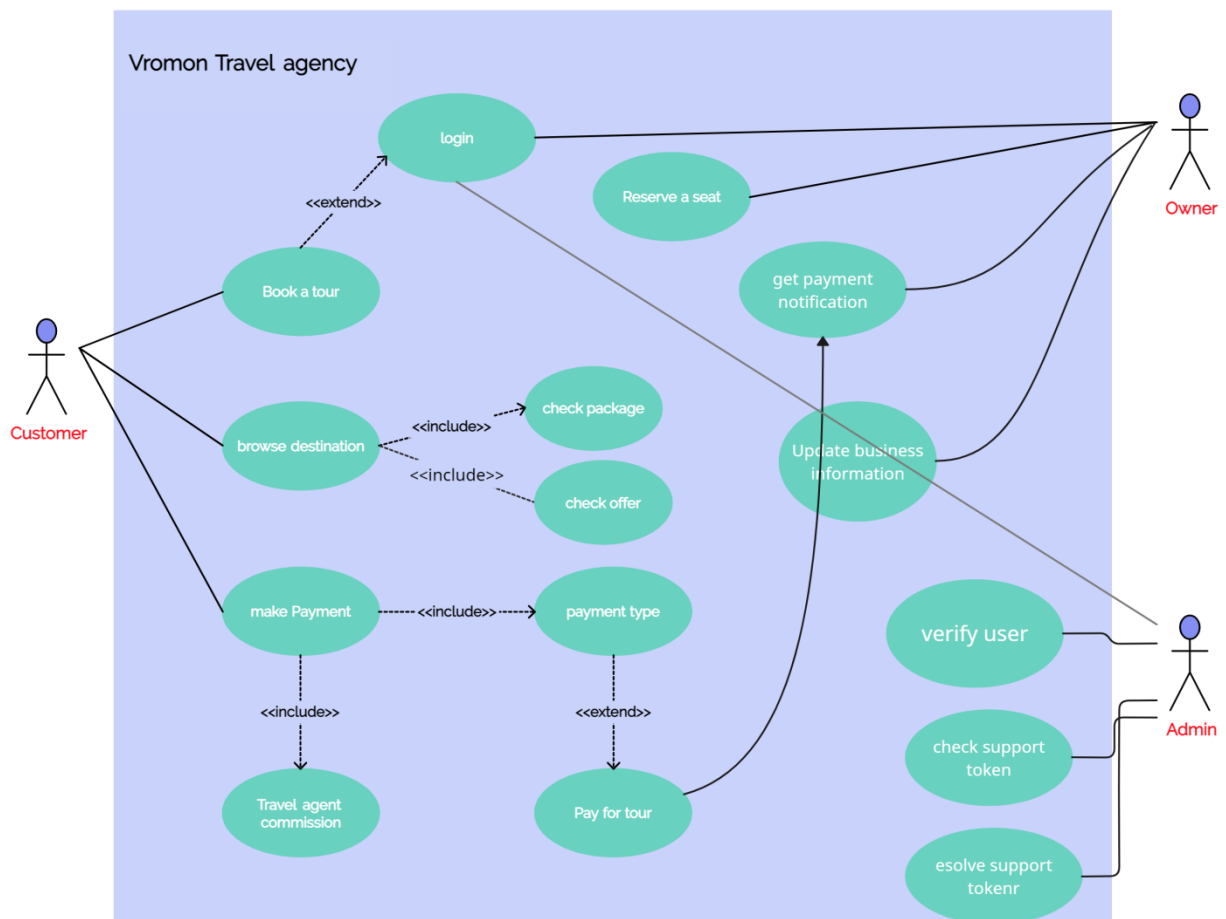 Vromon Travel agency
login
Reserve a seat
Owner
<<extend>>
Book a tour
get payment
notification
Customer
check package
<<include>>
browse destination
<<include>>
check offer
Update business
information
make Payment
<<include>>
payment type
verify user
<<include>>
<<extend>>
Admin
check support
token
Travel agent
commission
Pay for tour
esolve support
tokenr